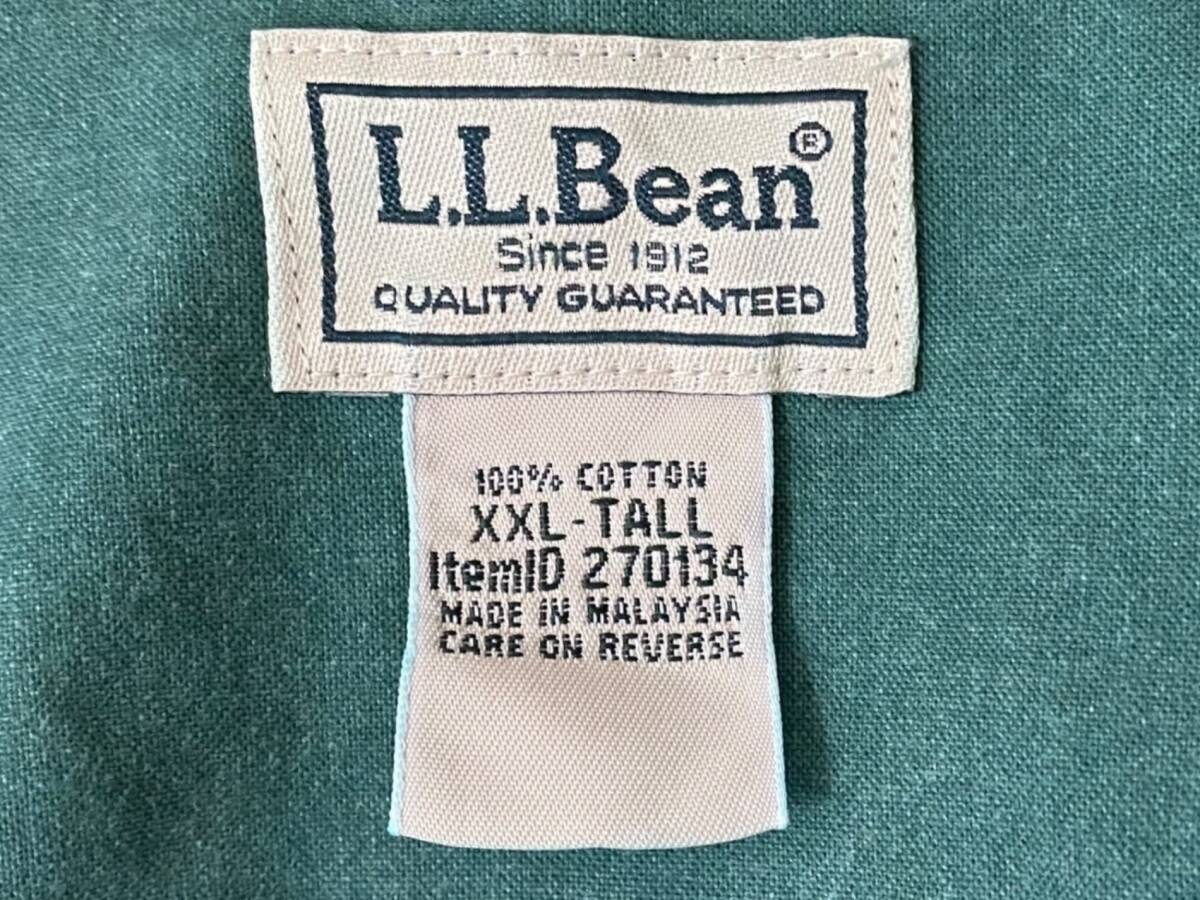 L.L.Bean®
Since 1912
QUALITY GUARANTEED
100% COTTON
XXL-TALL
ItemID 270134
MADE IN MALAYSIA
CARE ON REVERSE